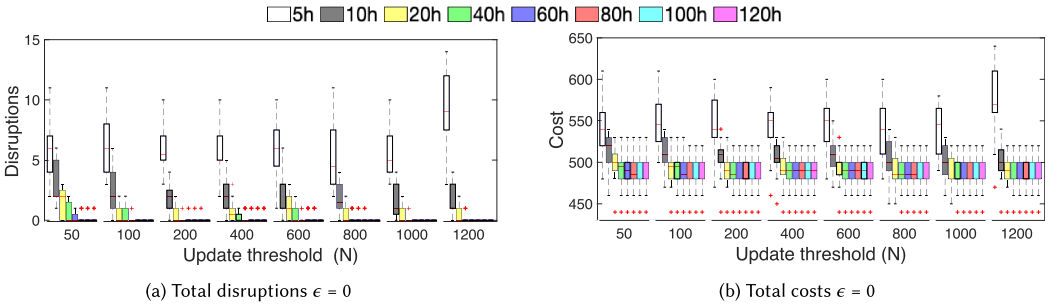 5h 10h 20h 40h 60h 80h 100h 120h
15
10
5
0
Disruptions
50 100 200 400 600 800 1000 1200
Update threshold (N)
(a) Total disruptions ϵ = 0
650
600
550
500
450
Cost
50 100 200 400 600 800 1000 1200
Update threshold (N)
(b) Total costs ϵ = 0